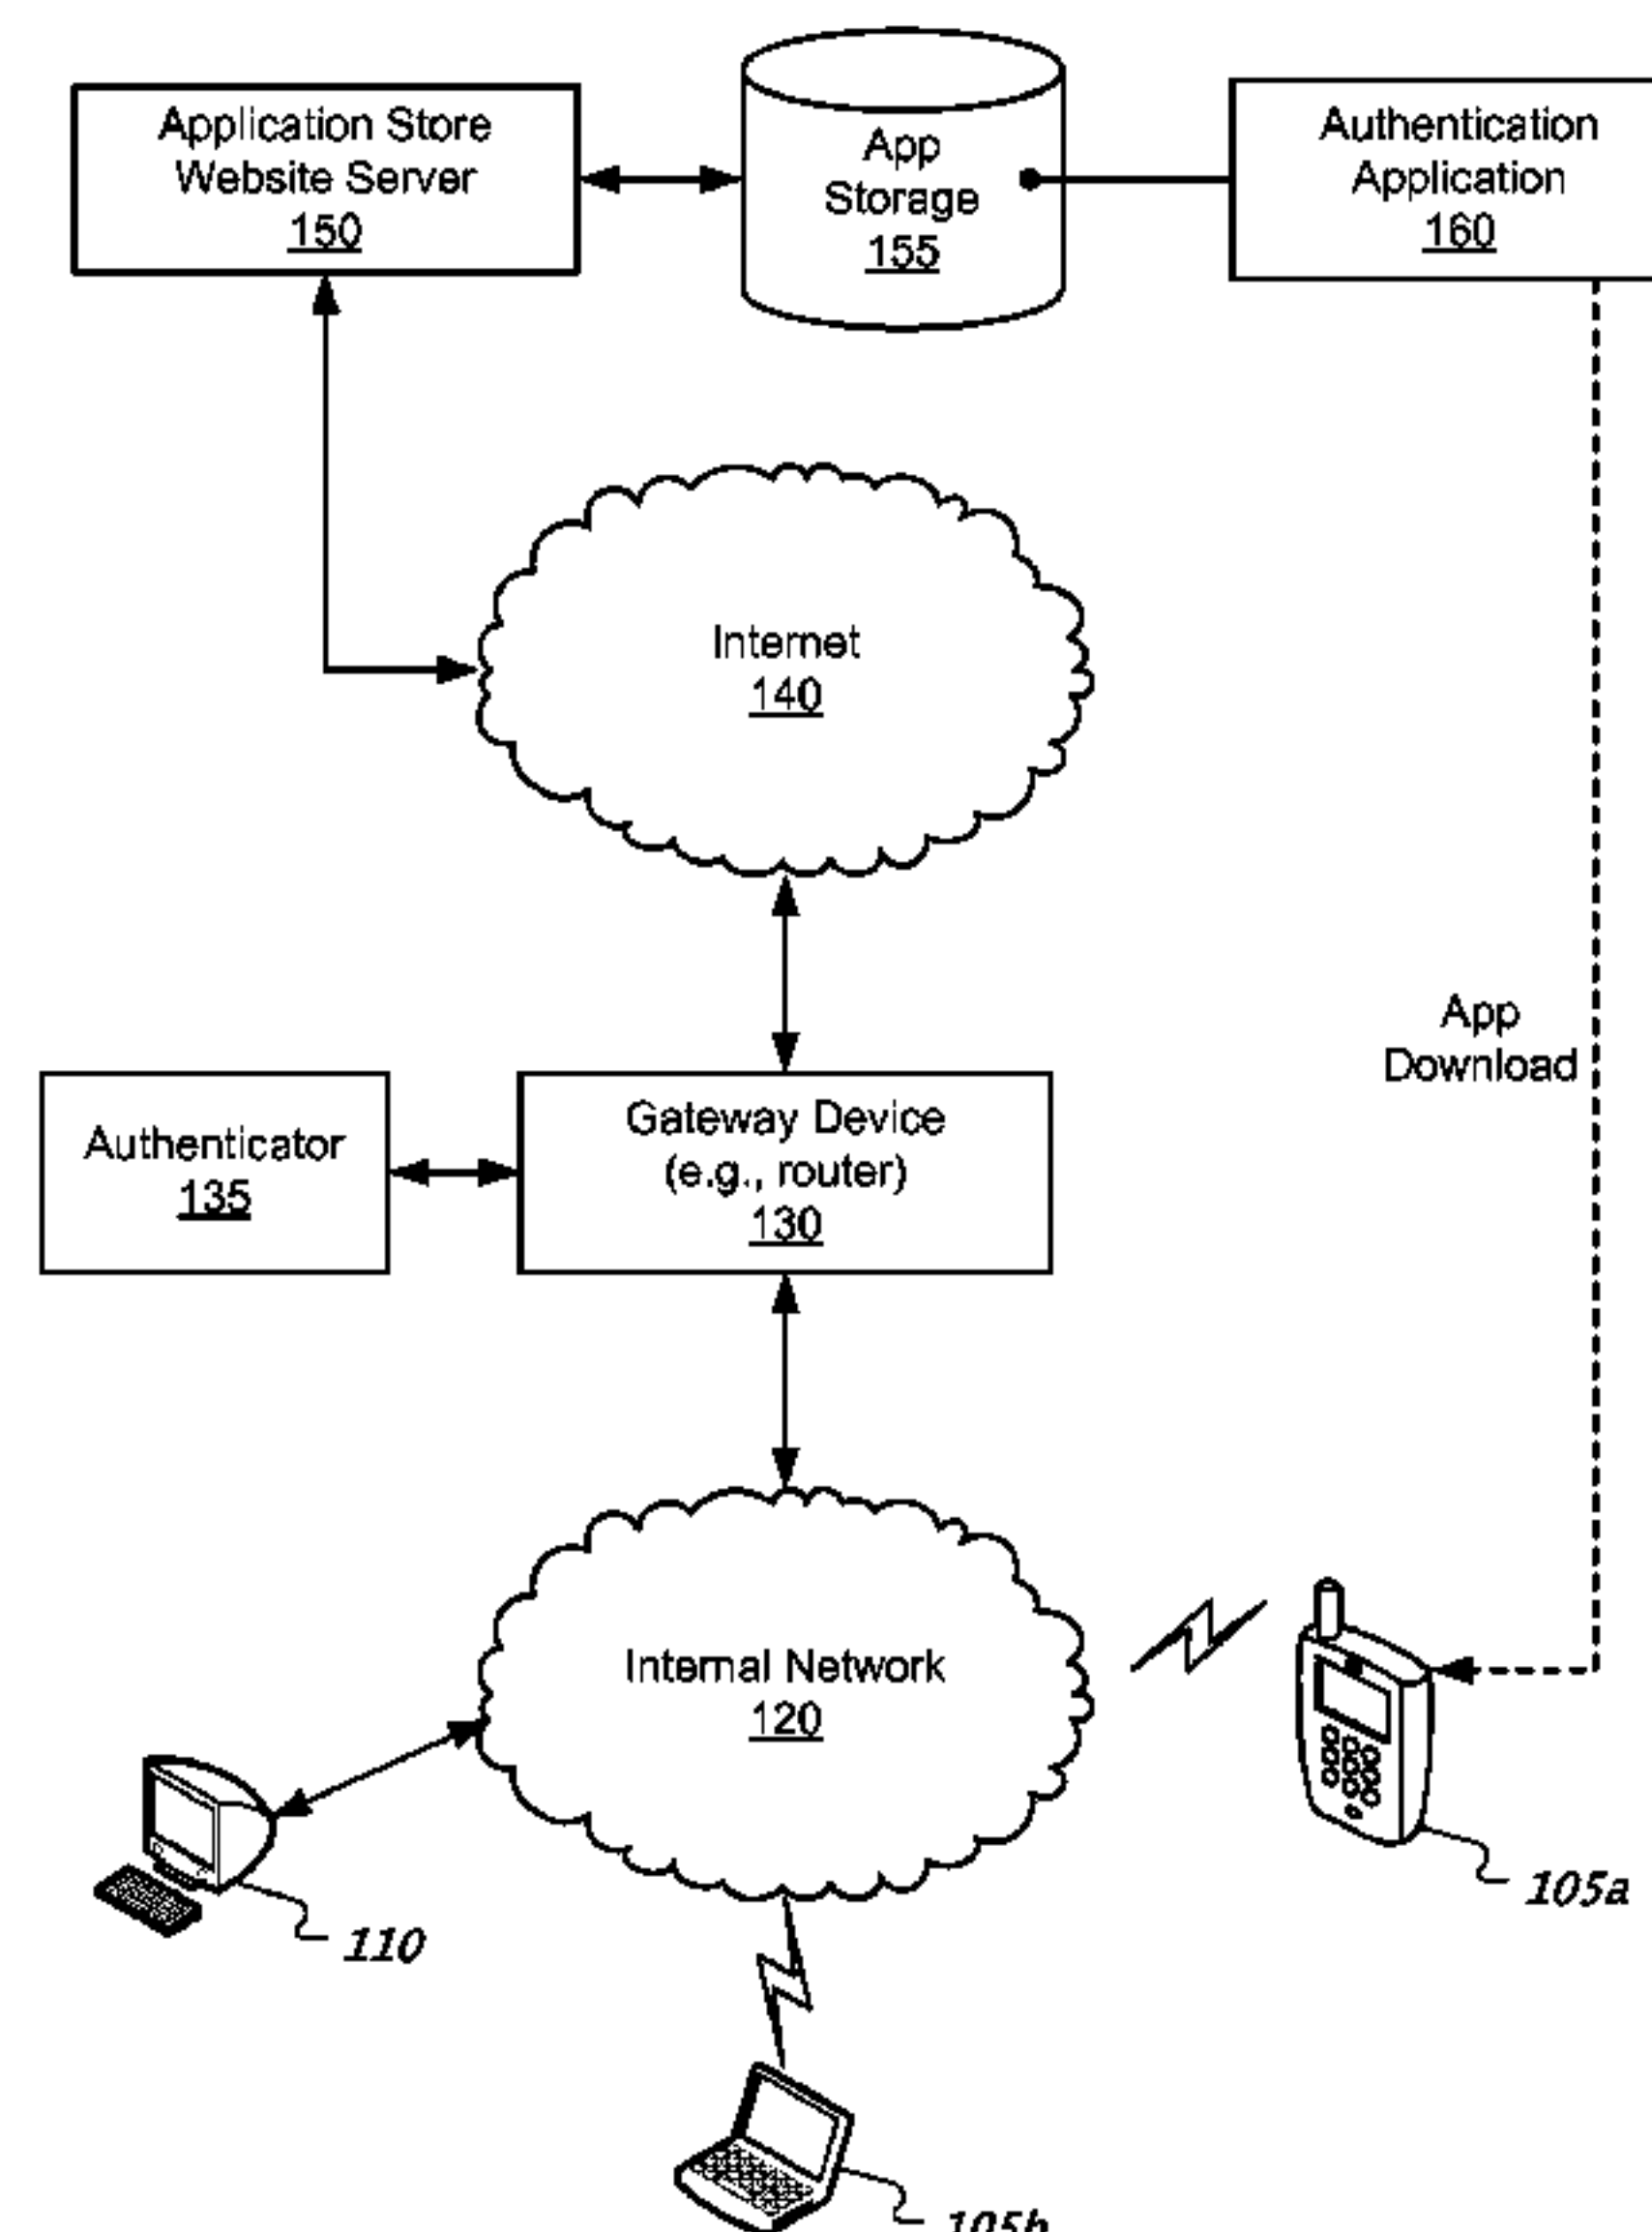 Application Store
Website Server
150
App
Storage
155
Authentication
Application
160
Internet
140
App
Download
Authenticator
135
Gateway Device
(e.g., router)
130
Internal Network
120
105a
110
105b